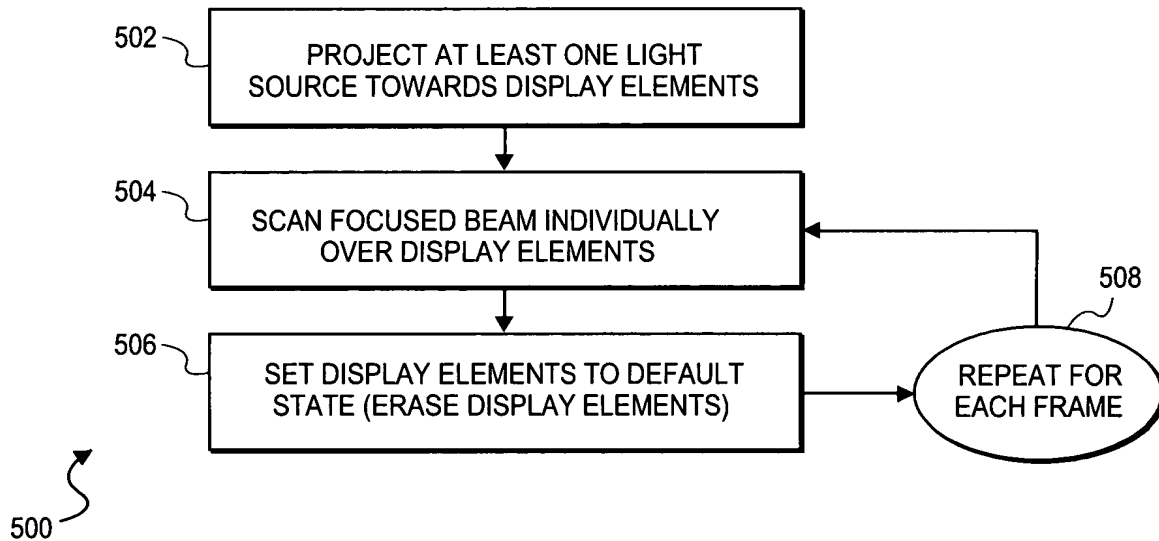 502
PROJECT AT LEAST ONE LIGHT
SOURCE TOWARDS DISPLAY ELEMENTS
504
SCAN FOCUSED BEAM INDIVIDUALLY
OVER DISPLAY ELEMENTS
506
SET DISPLAY ELEMENTS TO DEFAULT
STATE (ERASE DISPLAY ELEMENTS)
508
REPEAT FOR
EACH FRAME
500